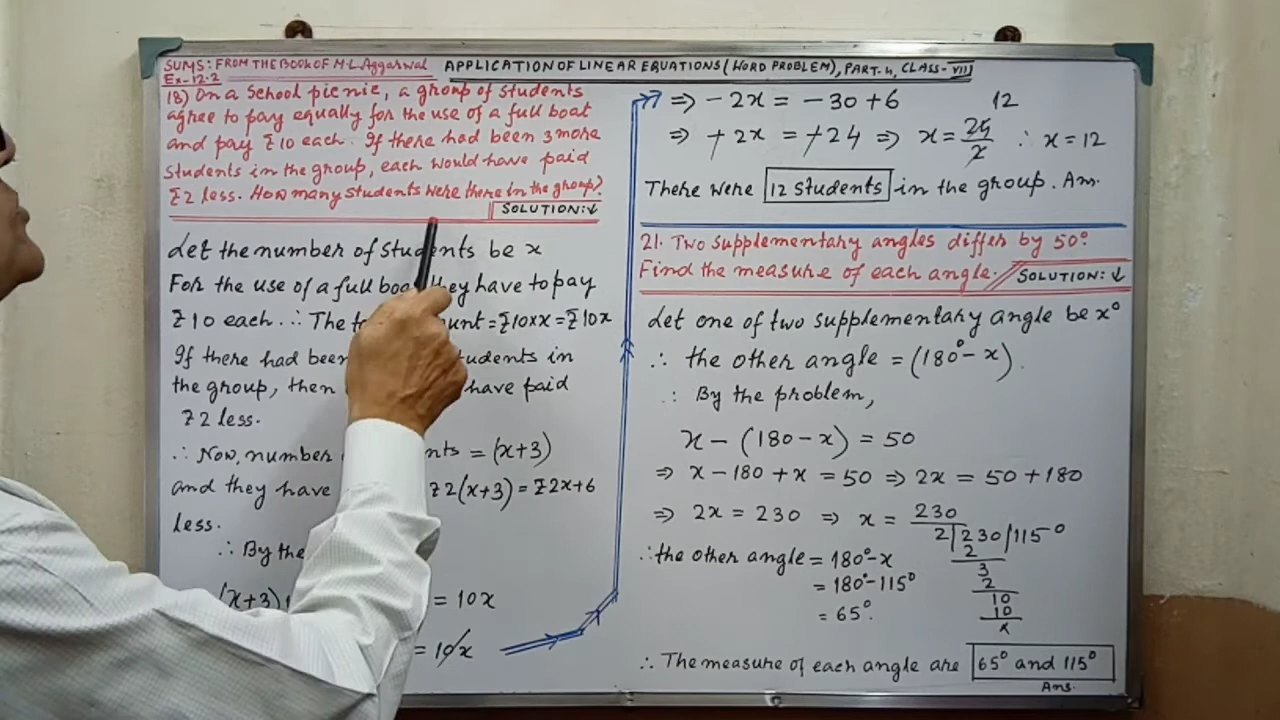 SUMS: FROM THE BOOK OF M.L Aggarwal
Ex-12.2
APPLICATION OF LINEAR EQUATIONS (WORD PROBLEM), PART-4, CLASS-VIII
18) On a School picnic, a group of students
agree to pay equally for the use of a full boat
and pay ₹10 each. If there had been 3 more
students in the group, each would have paid
₹2 less. How many students were there in the group?
SOLUTION:↓
Let the number of students be x
For the use of a full boat they have to pay
₹10 each. ∴ The amount = ₹10×x = ₹10x
If there had been students in
the group, then have paid
₹2 less.
∴ Now, number = (x+3)
and they have ₹2(x+3) = ₹2x+6
less.
∴ By the
(x+3) = 10x
= 10x
⇒ -2x = -30+6
⇒ +2x = +24 ⇒ x = 24/2 12 ∴ x = 12
There were 12 students in the group. Ans.
21. Two supplementary angles differ by 50°.
Find the measure of each angle. SOLUTION:↓
Let one of two supplementary angle be x°
∴ the other angle = (180°-x).
∴ By the problem,
x-(180-x) = 50
⇒ x-180+x = 50 ⇒ 2x = 50+180
⇒ 2x = 230 ⇒ x = 230/2
2|230|115°
2
3
2
10
10
x
∴ the other angle = 180°-x
= 180°-115°
= 65°.
∴ The measure of each angle are 65° and 115°
Ans.